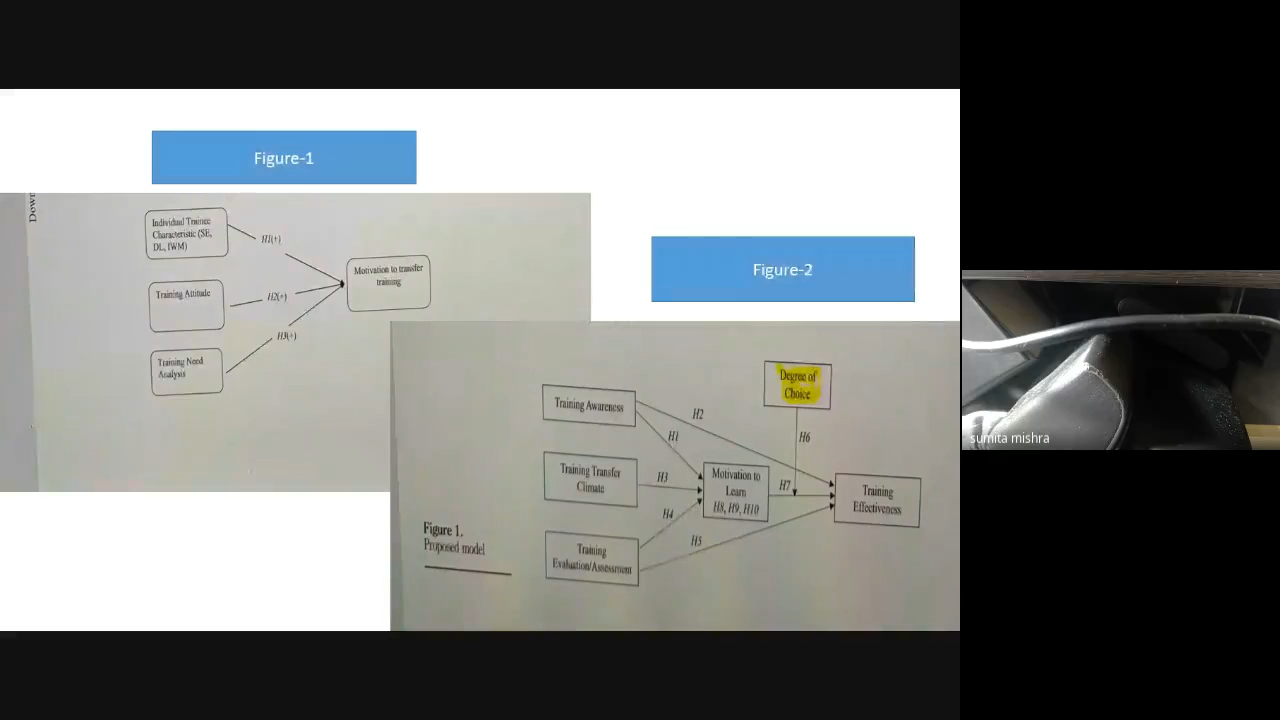 Figure-1
Down
Individual Trainee
Characteristic (SE,
DL, IWM)
H1(+)
Motivation to transfer
training
Training Attitude
H2(+)
H3(+)
Training Need
Analysis
Figure-2
Degree of
Choice
Training Awareness
H2
H1
H6
Training Transfer
Climate
H3
Motivation to
Learn
H8, H9, H10
H7
Training
Effectiveness
H4
H5
Training
Evaluation/Assessment
Figure 1.
Proposed model
sumita mishra